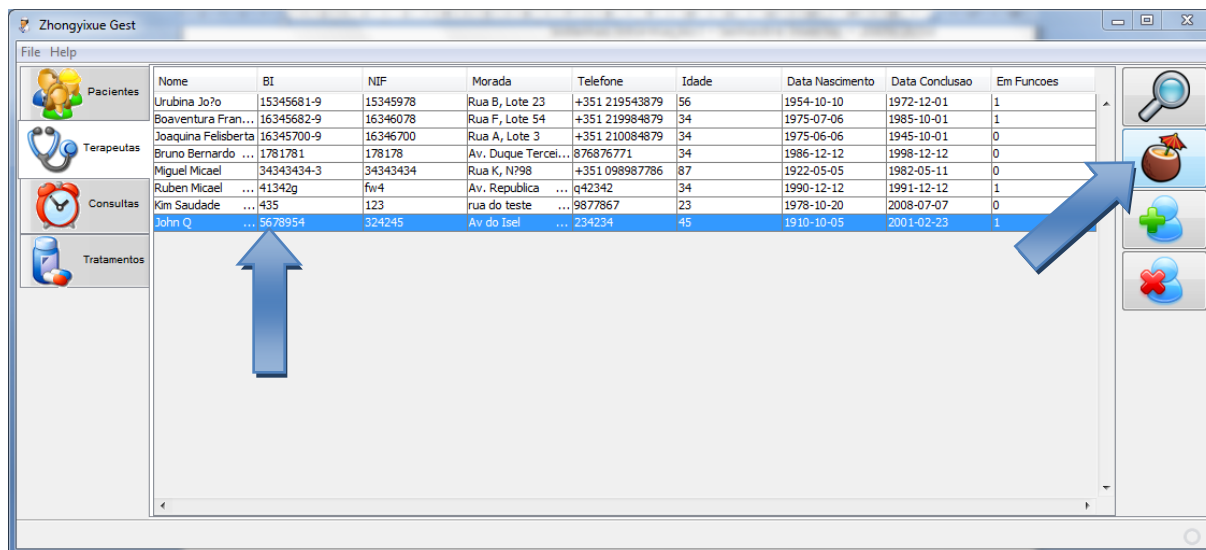 Zhongyixue Gest
File Help
Pacientes
Terapeutas
Consultas
Tratamentos
Nome BI NIF Morada Telefone Idade Data Nascimento Data Conclusao Em Funcoes
Urubina Jo?o 15345681-9 15345978 Rua B, Lote 23 +351 219543879 56 1954-10-10 1972-12-01 1
Boaventura Fran... 16345682-9 16346078 Rua F, Lote 54 +351 219984879 34 1975-07-06 1985-10-01 1
Joaquina Felisberta 16345700-9 16346700 Rua A, Lote 3 +351 210084879 34 1975-06-06 1945-10-01 0
Bruno Bernardo ... 1781781 178178 Av. Duque Tercei... 876876771 34 1986-12-12 1998-12-12 0
Miguel Micael 34343434-3 34343434 Rua K, N?98 +351 098987786 87 1922-05-05 1982-05-11 0
Ruben Micael ... 41342g fw4 Av. Republica ... q42342 34 1990-12-12 1991-12-12 1
Kim Saudade ... 435 123 rua do teste ... 9877867 23 1978-10-20 2008-07-07 0
John Q ... 5678954 324245 Av do Isel ... 234234 45 1910-10-05 2001-02-23 1